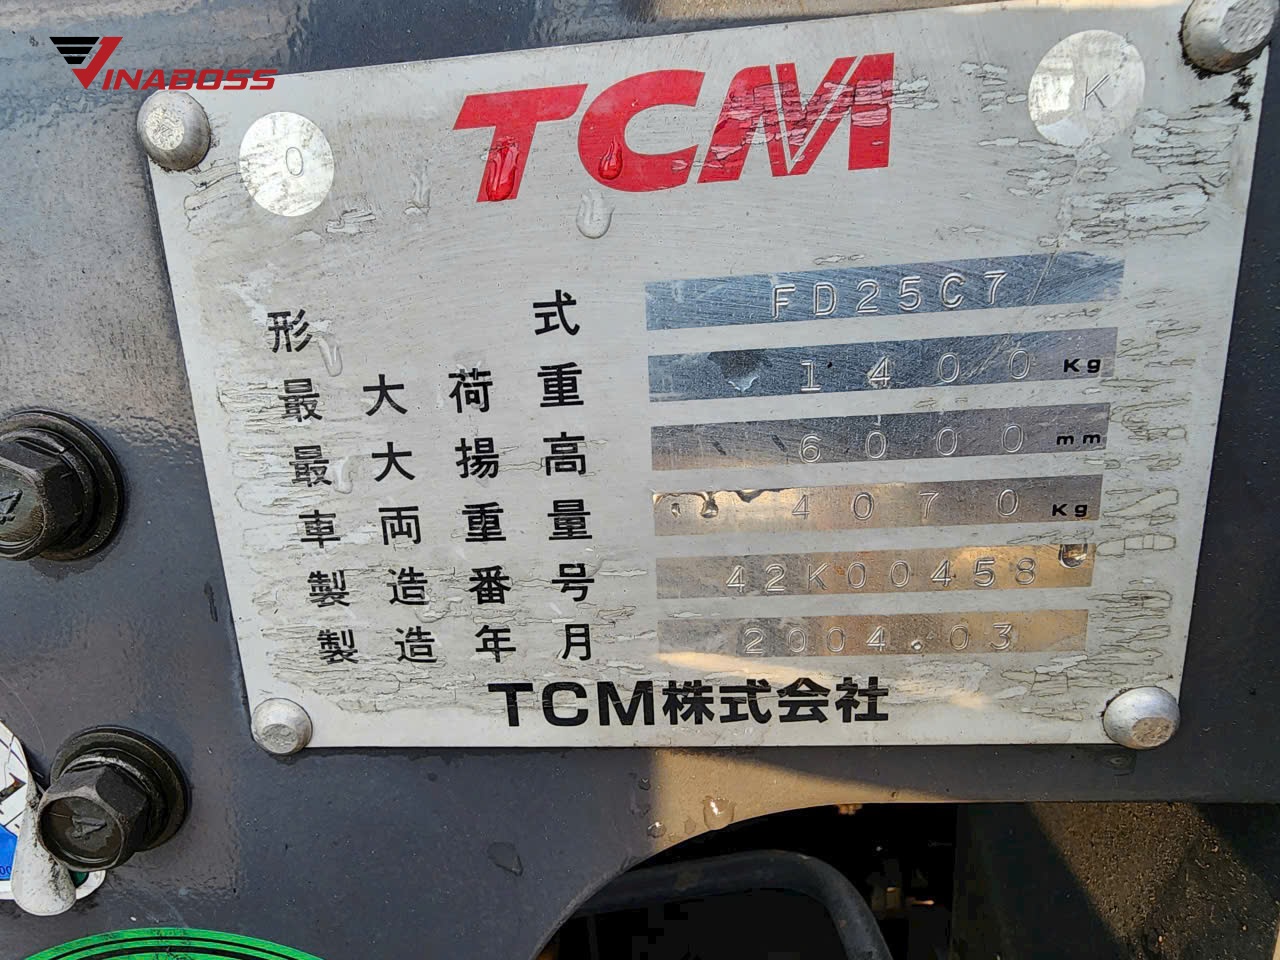 VINABOSS
TCM
O
K
形式 FD25C7
最大荷重 1400 Kg
最大揚高 6000 mm
車両重量 4070 Kg
製造番号 42K00458
製造年月 2004.03
TCM株式会社